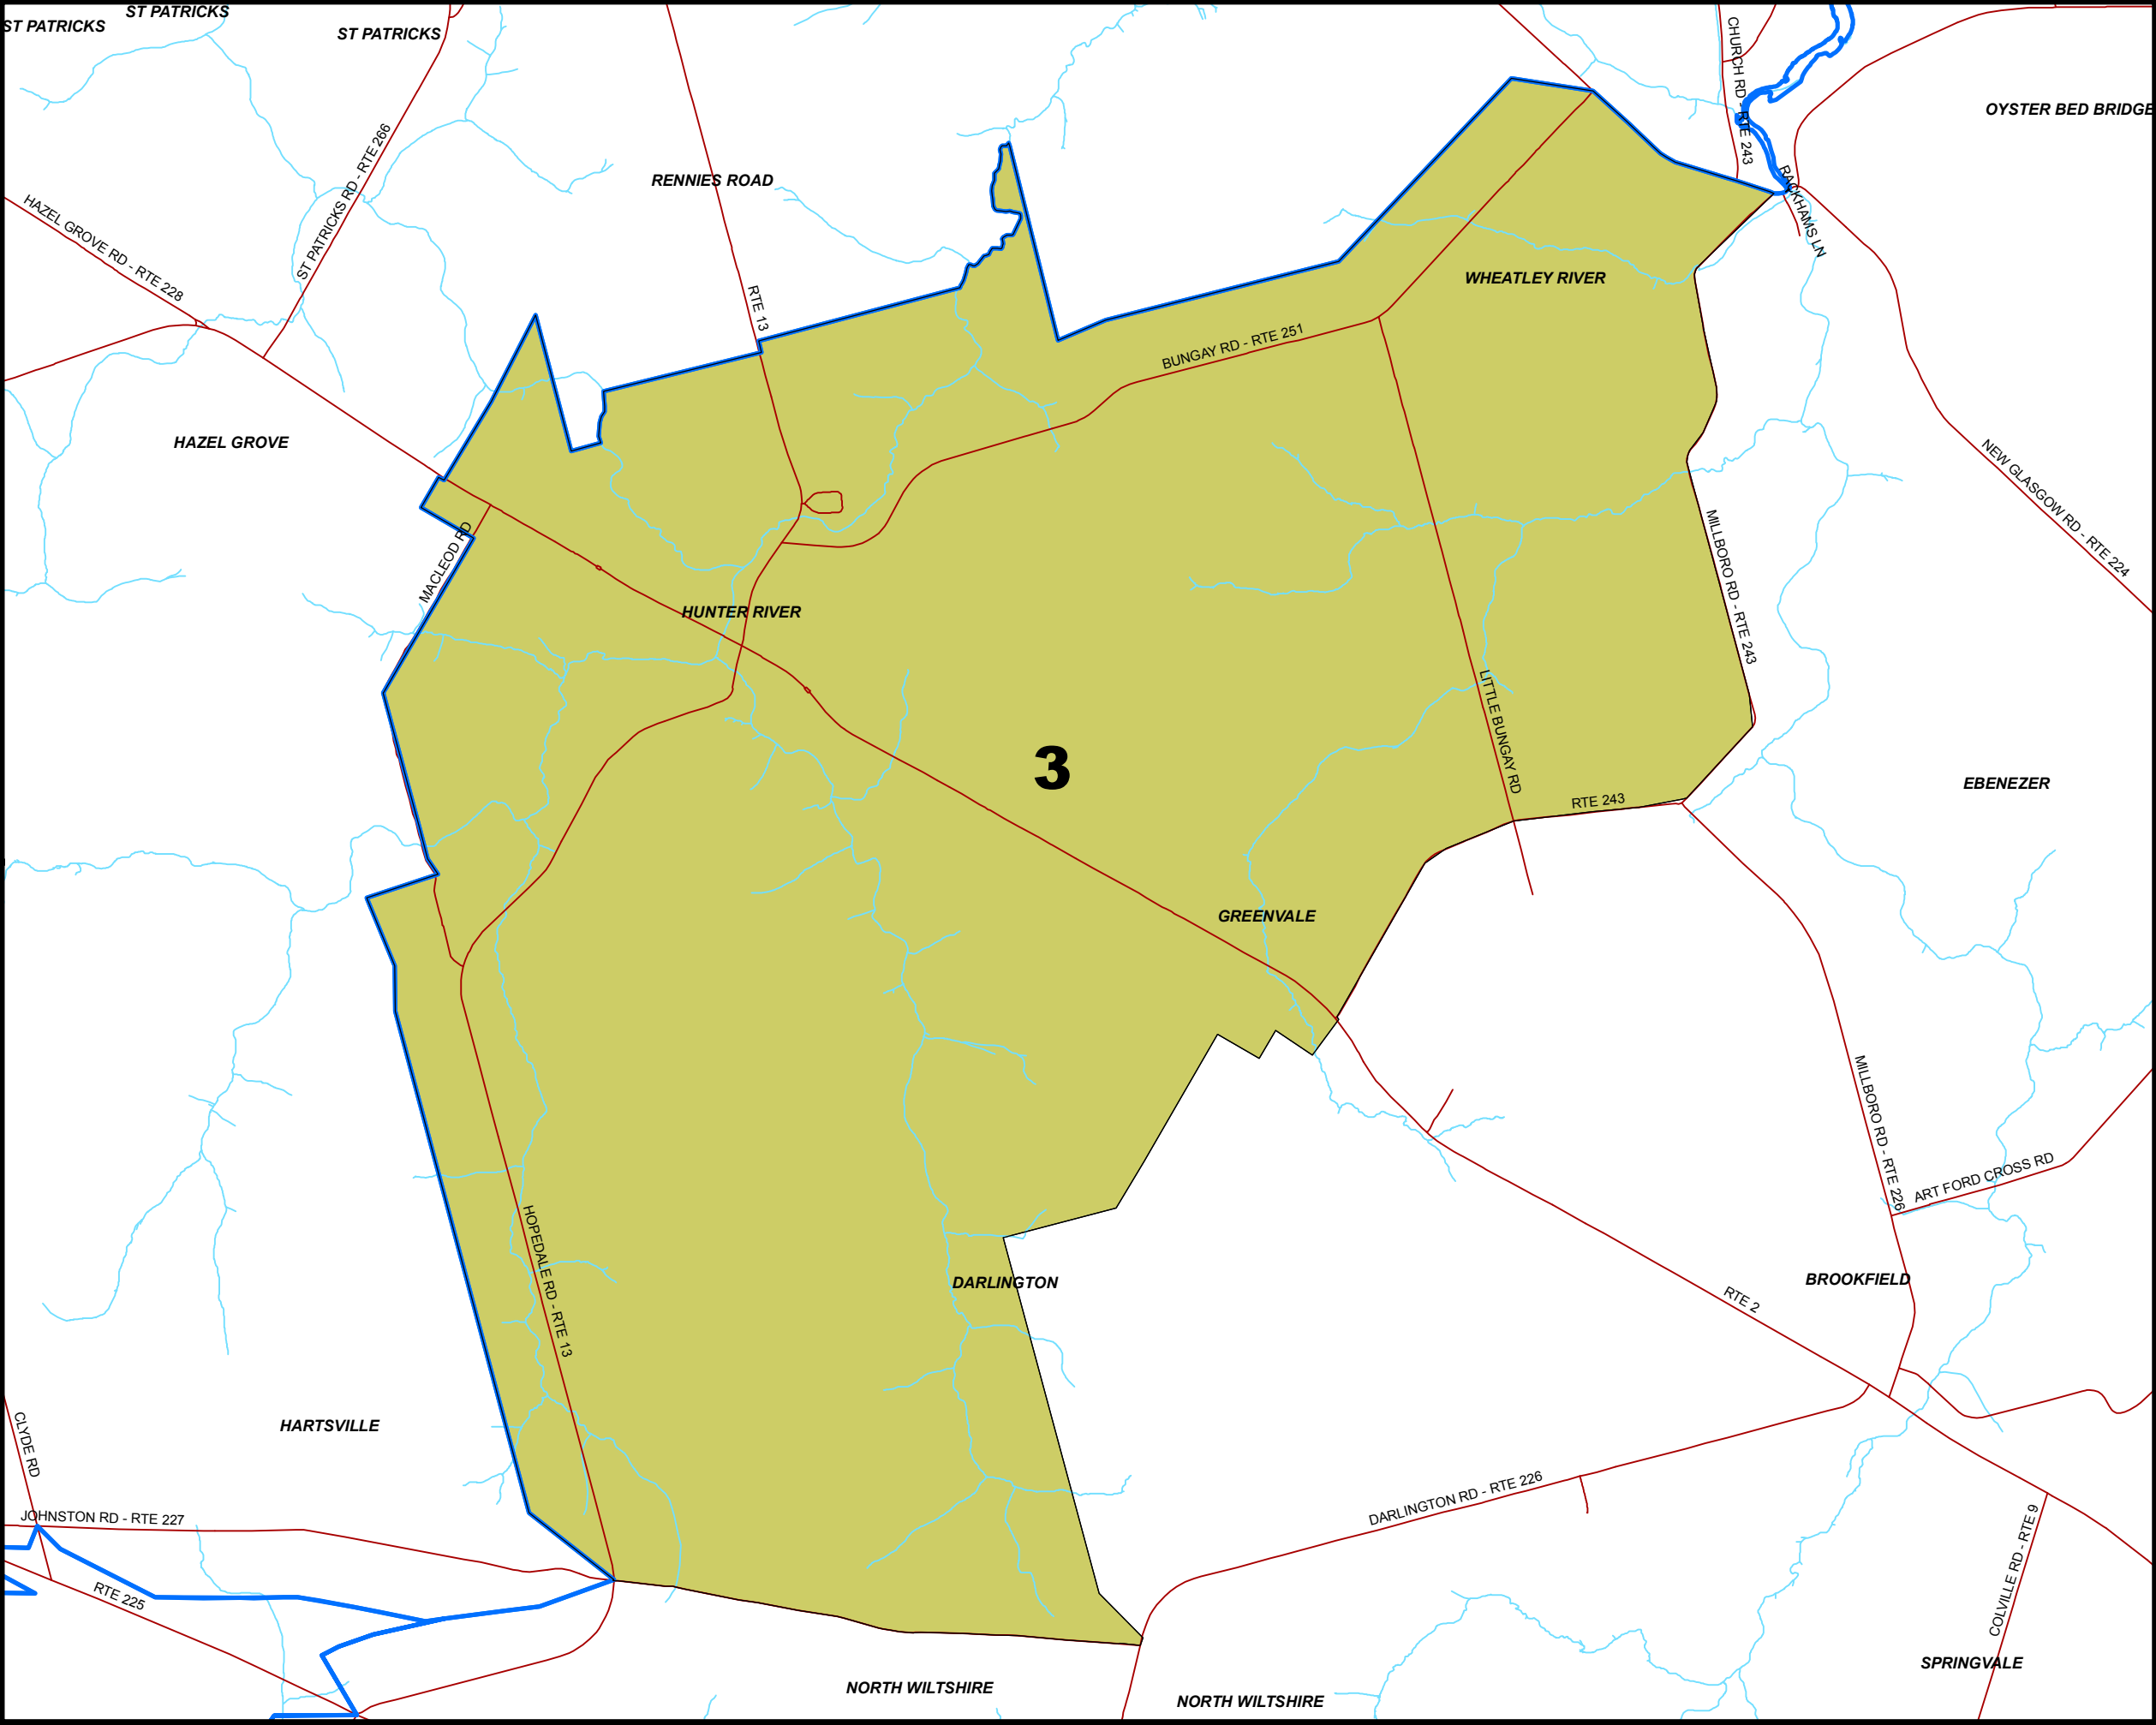 ST PATRICKS
ST PATRICKS
ST PATRICKS
CHURCH RD - RTE 243
OYSTER BED BRIDGE
ST PATRICKS RD - RTE 266
RENNIES ROAD
HAZEL GROVE RD - RTE 228
RACKHAMS LN
WHEATLEY RIVER
RTE 13
BUNGAY RD - RTE 251
HAZEL GROVE
NEW GLASGOW RD - RTE 224
MACLEOD RD
MILLBORO RD - RTE 243
HUNTER RIVER
LITTLE BUNGAY RD
3
EBENEZER
RTE 243
GREENVALE
MILLBORO RD - RTE 226
ART FORD CROSS RD
HOPEDALE RD - RTE 13
DARLINGTON
BROOKFIELD
RTE 2
HARTSVILLE
CLYDE RD
DARLINGTON RD - RTE 226
JOHNSTON RD - RTE 227
COLVILLE RD - RTE 9
RTE 225
SPRINGVALE
NORTH WILTSHIRE
NORTH WILTSHIRE